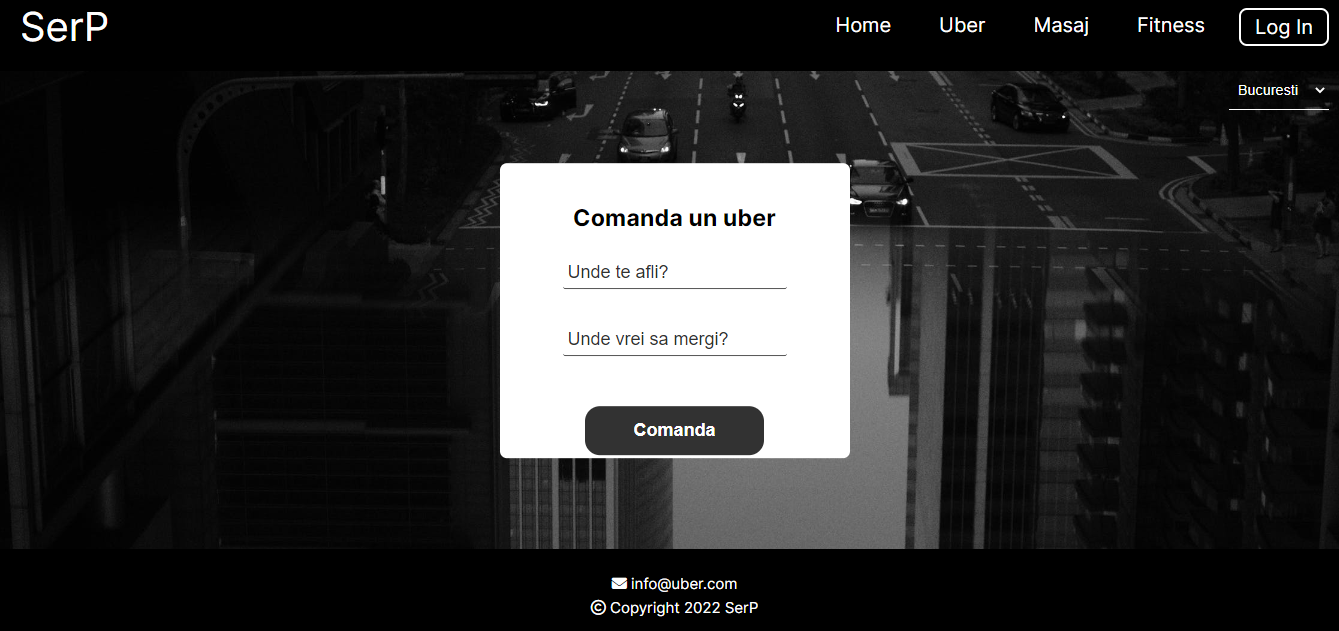 SerP
Home Uber Masaj Fitness Log In
Bucuresti
Comanda un uber
Unde te afli?
Unde vrei sa mergi?
Comanda
info@uber.com
© Copyright 2022 SerP